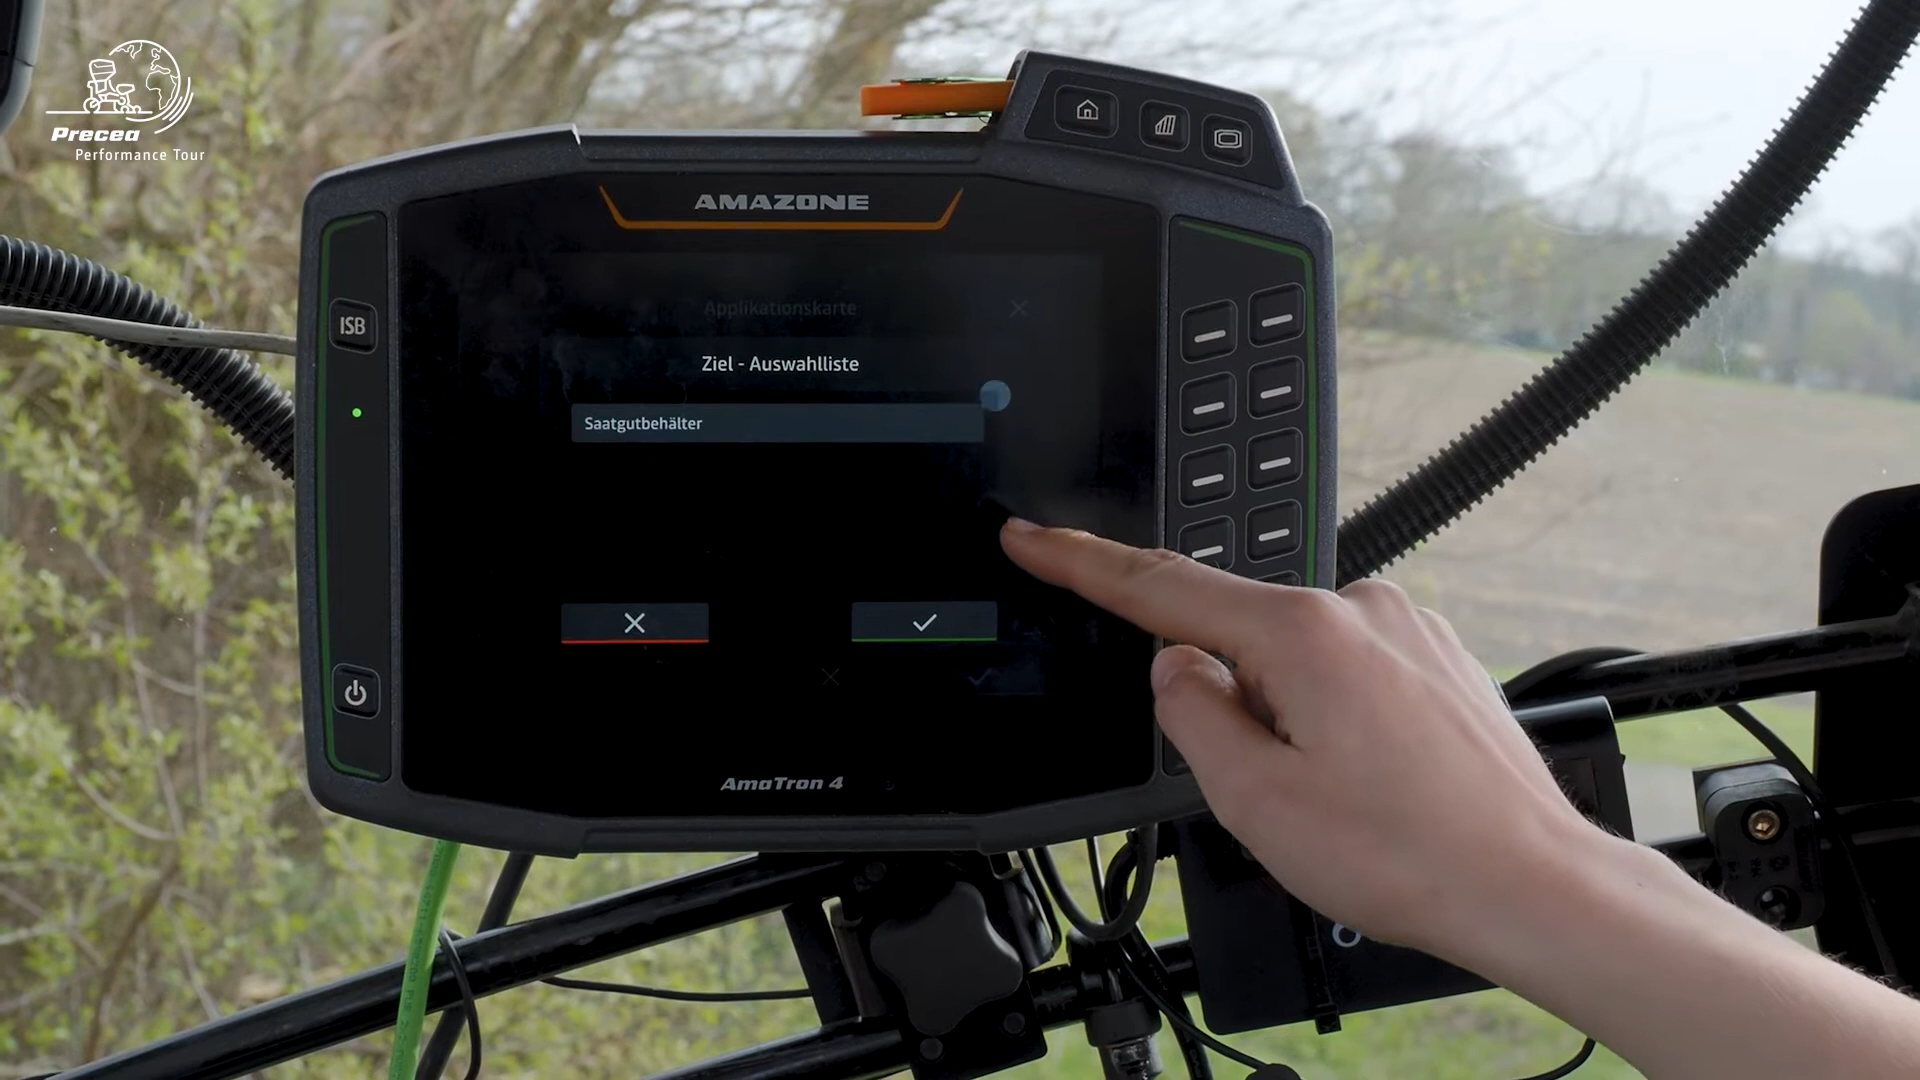 Precea
Performance Tour
AMAZONE
ISB
Applikationskarte
Ziel - Auswahlliste
Saatgutbehälter
AmaTron 4